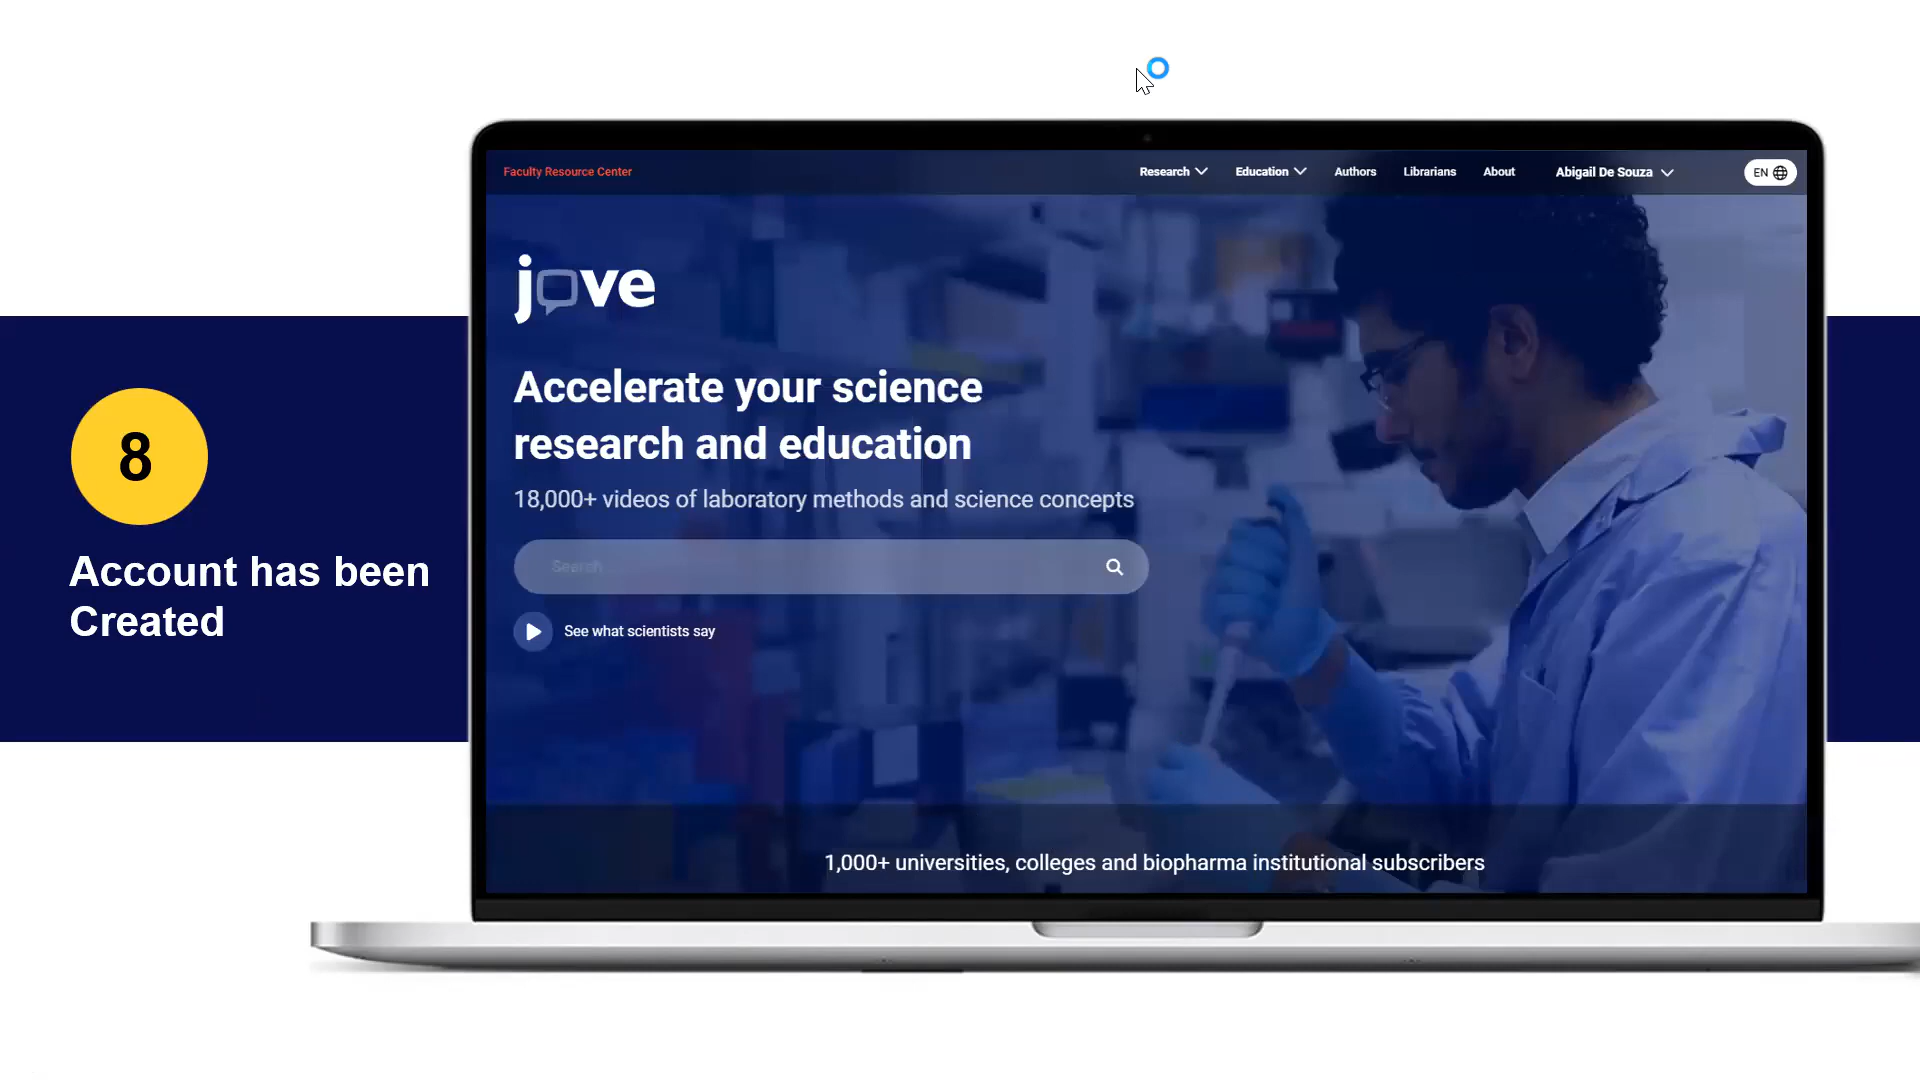 Faculty Resource Center
Research
Education
Authors
Librarians
About
Abigail De Souza
EN
jove
Accelerate your science
research and education
18,000+ videos of laboratory methods and science concepts
Search
See what scientists say
1,000+ universities, colleges and biopharma institutional subscribers
8
Account has been
Created